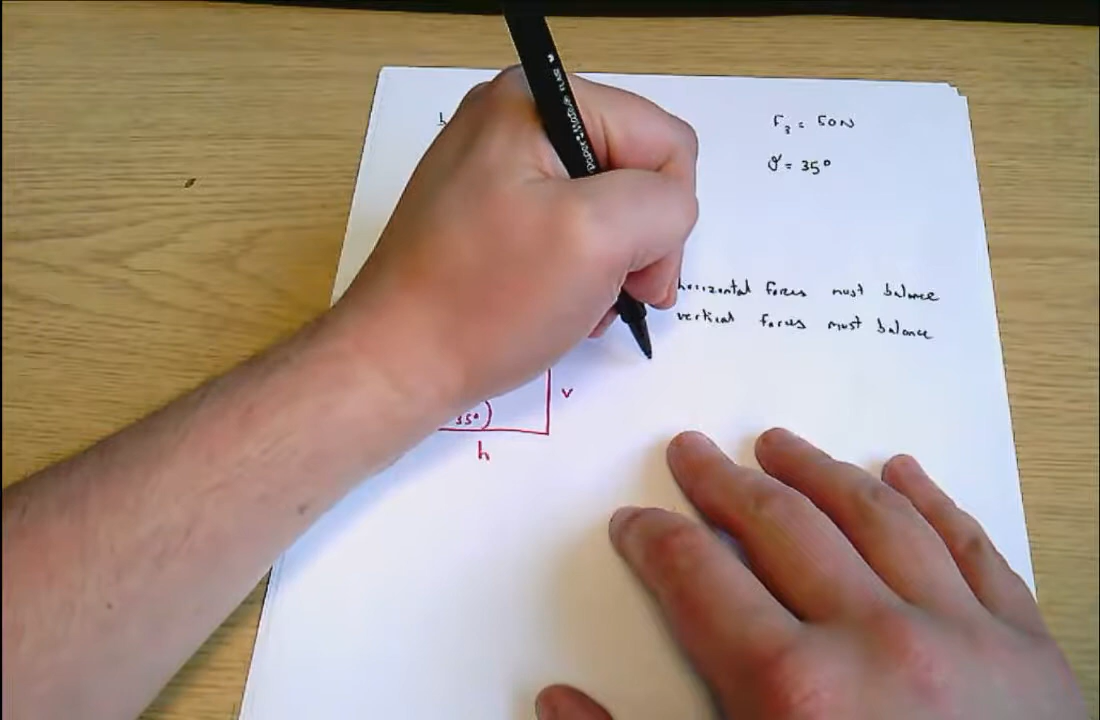 F₃ = 50N
θ = 35°
horizontal forces must balance
vertical forces must balance
v
35°
h